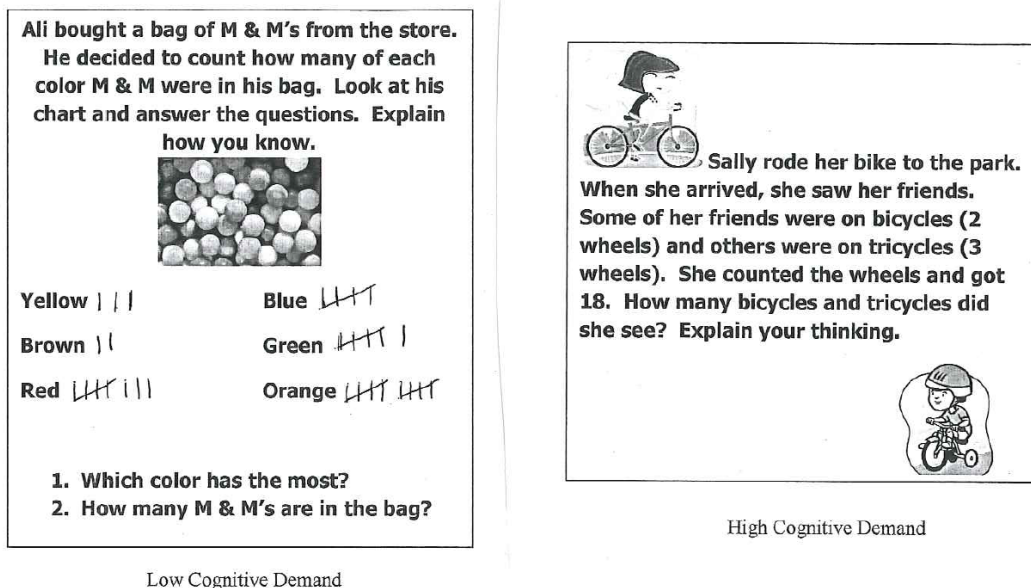 Ali bought a bag of M & M's from the store.
He decided to count how many of each
color M & M were in his bag. Look at his
chart and answer the questions. Explain
how you know.
Yellow |||
Blue 𝍸
Brown ||
Green 𝍸 |
Red 𝍸 |||
Orange 𝍸 𝍸
1. Which color has the most?
2. How many M & M's are in the bag?
Low Cognitive Demand
Sally rode her bike to the park.
When she arrived, she saw her friends.
Some of her friends were on bicycles (2
wheels) and others were on tricycles (3
wheels). She counted the wheels and got
18. How many bicycles and tricycles did
she see? Explain your thinking.
High Cognitive Demand